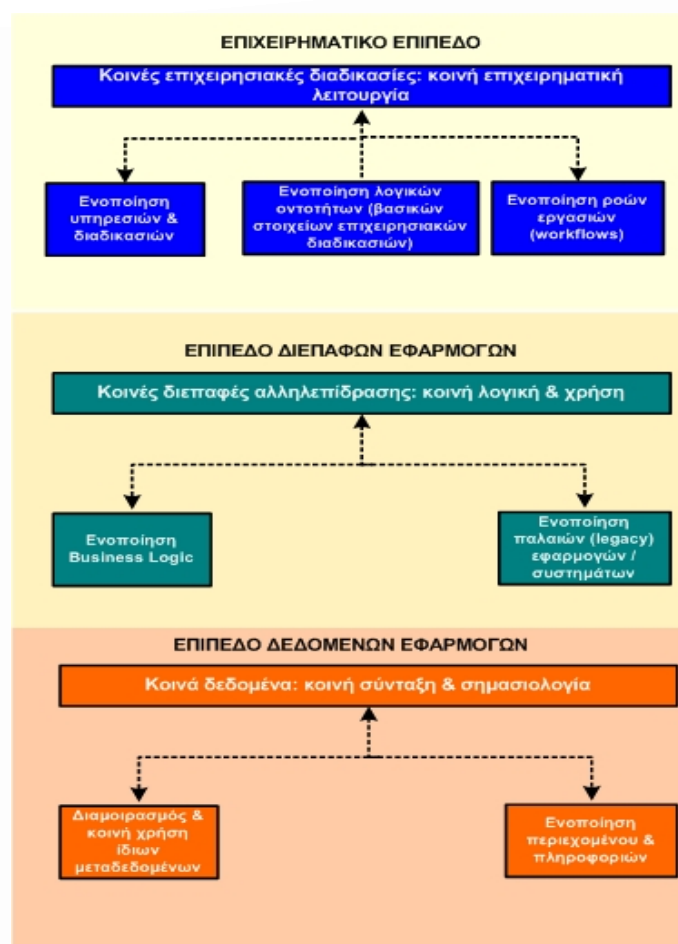 ΕΠΙΧΕΙΡΗΜΑΤΙΚΟ ΕΠΙΠΕΔΟ
Κοινές επιχειρησιακές διαδικασίες: κοινή επιχειρηματική
λειτουργία
Ενοποίηση
υπηρεσιών &
διαδικασιών
Ενοποίηση λογικών
οντοτήτων (βασικών
στοιχείων επιχειρησιακών
διαδικασιών)
Ενοποίηση ροών
εργασιών
(workflows)
ΕΠΙΠΕΔΟ ΔΙΕΠΑΦΩΝ ΕΦΑΡΜΟΓΩΝ
Κοινές διεπαφές αλληλεπίδρασης: κοινή λογική & χρήση
Ενοποίηση
Business Logic
Ενοποίηση
παλαιών (legacy)
εφαρμογών /
συστημάτων
ΕΠΙΠΕΔΟ ΔΕΔΟΜΕΝΩΝ ΕΦΑΡΜΟΓΩΝ
Κοινά δεδομένα: κοινή σύνταξη & σημασιολογία
Διαμοιρασμός &
κοινή χρήση
ίδιων
μεταδεδομένων
Ενοποίηση
περιεχομένου &
πληροφοριών